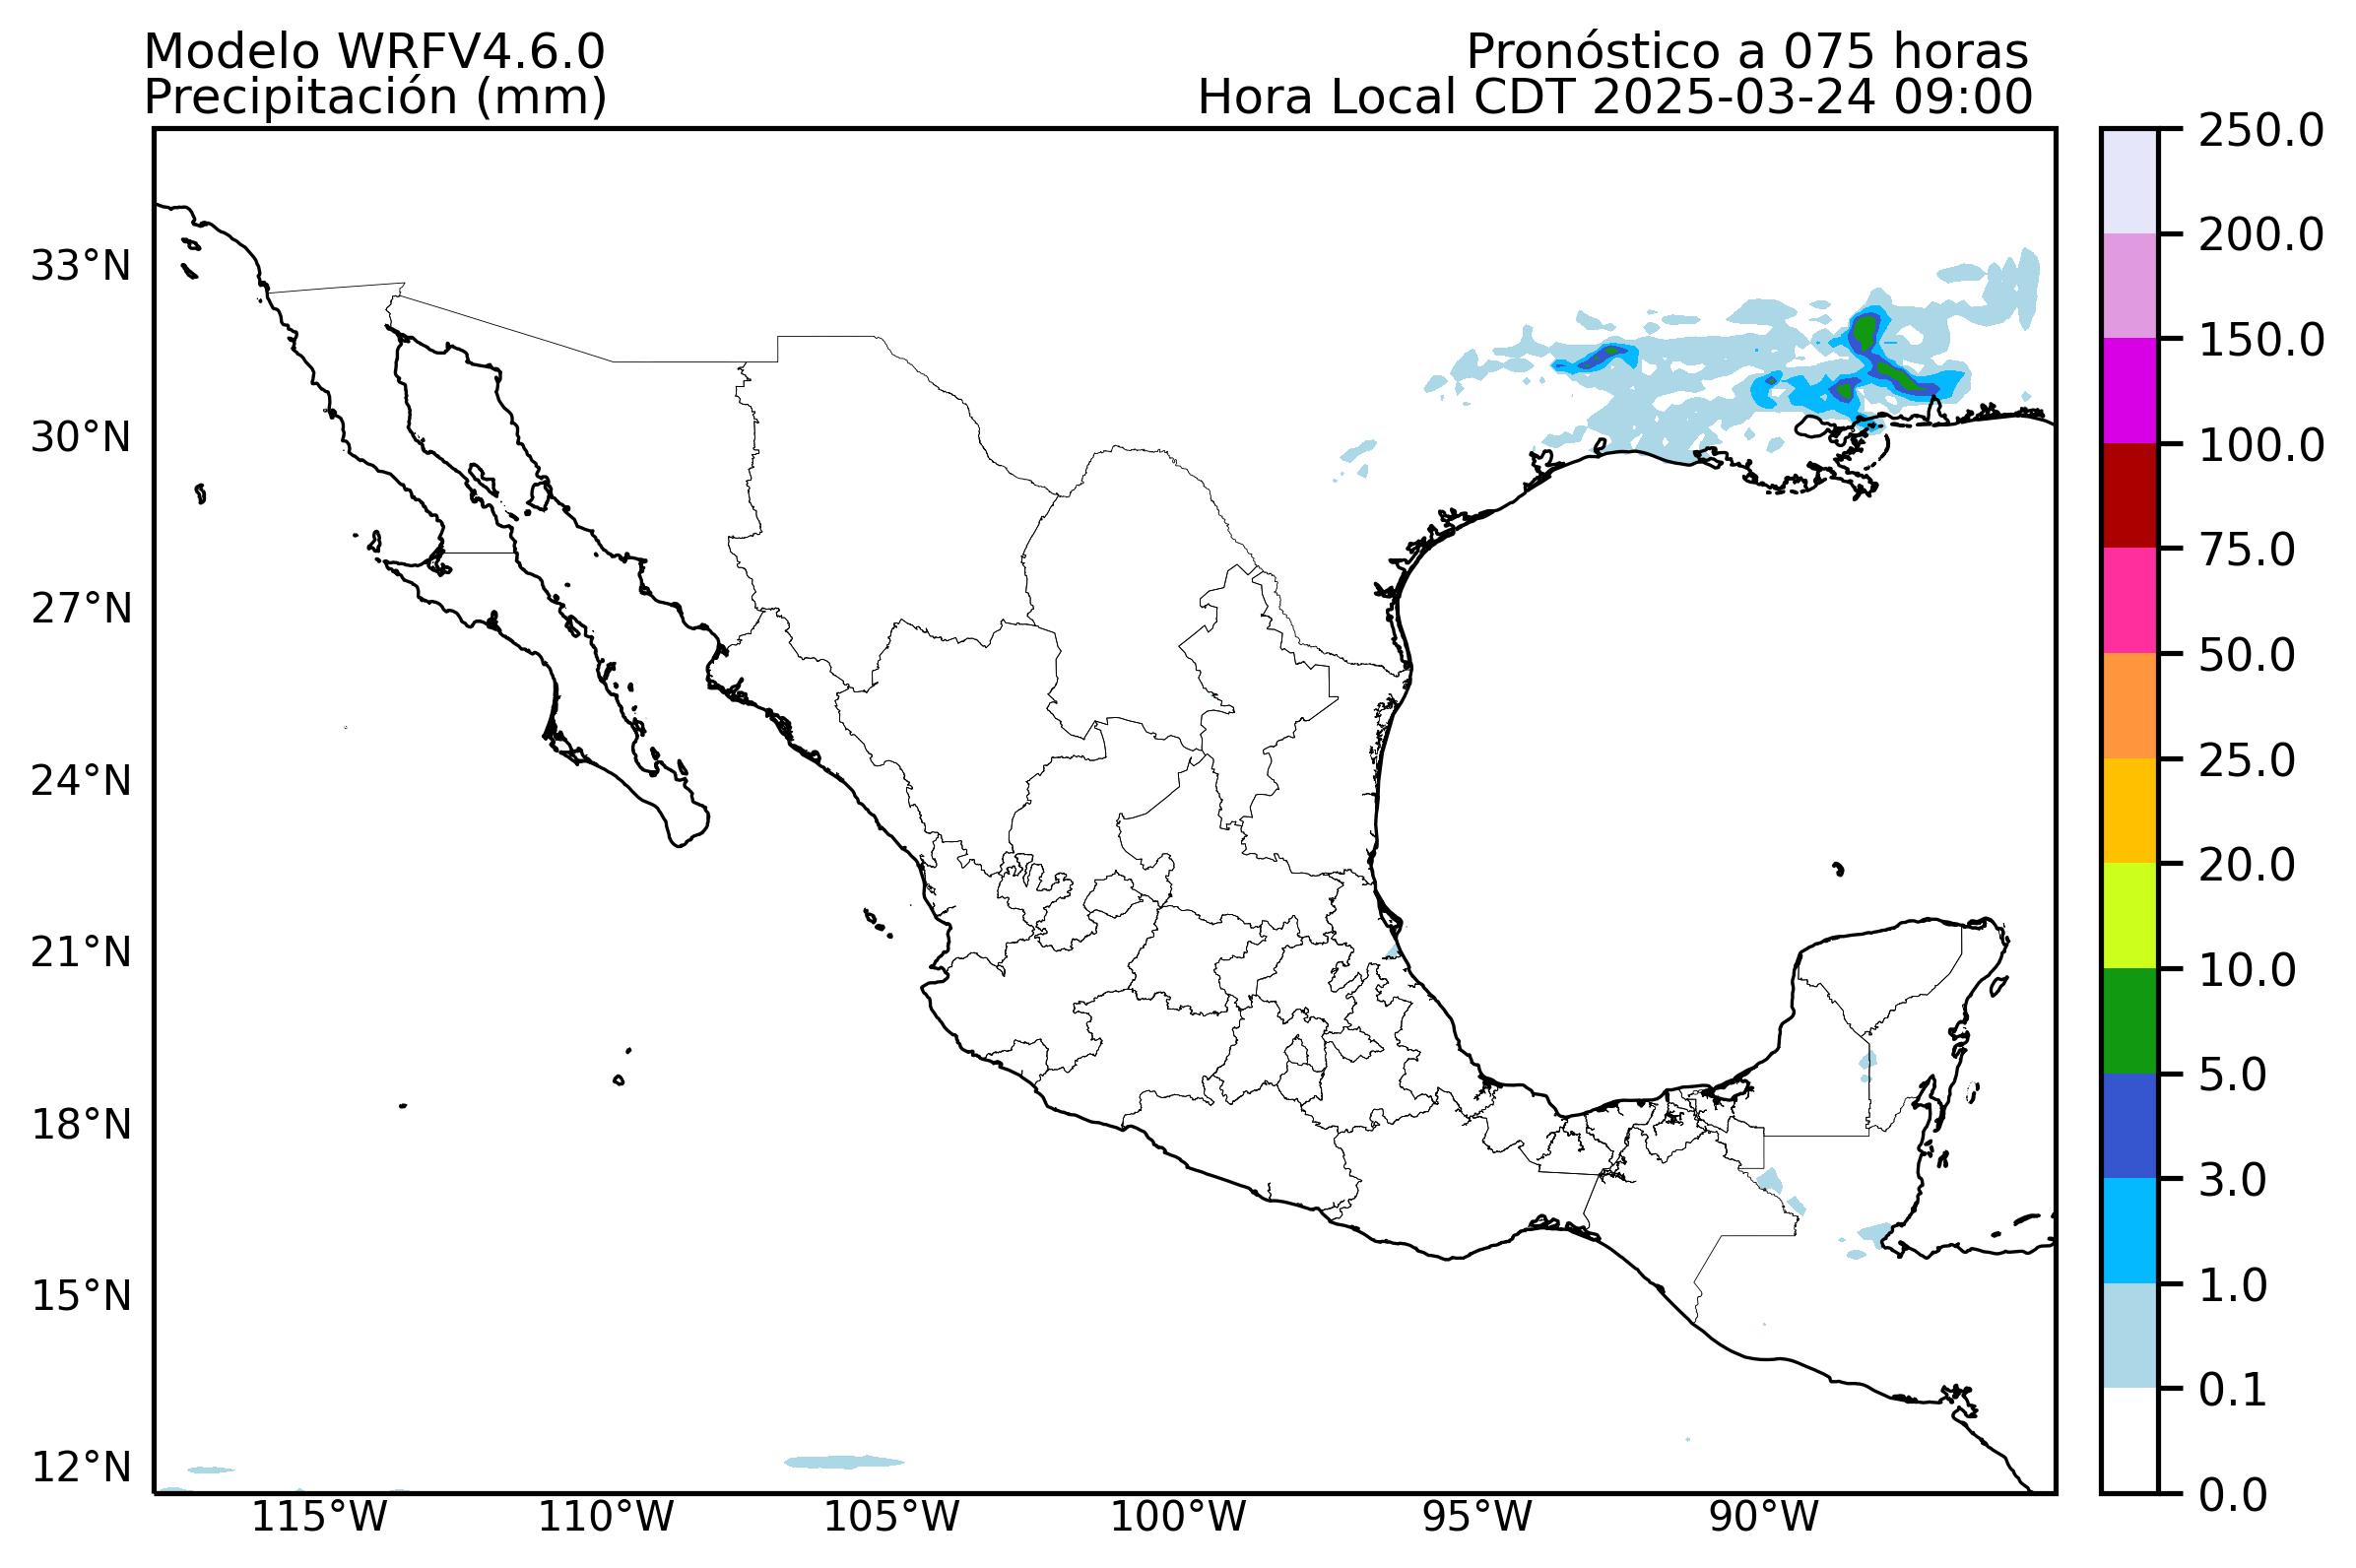 Modelo WRFV4.6.0
Precipitación (mm)
Pronóstico a 075 horas
Hora Local CDT 2025-03-24 09:00
33°N
30°N
27°N
24°N
21°N
18°N
15°N
12°N
115°W
110°W
105°W
100°W
95°W
90°W
250.0
200.0
150.0
100.0
75.0
50.0
25.0
20.0
10.0
5.0
3.0
1.0
0.1
0.0